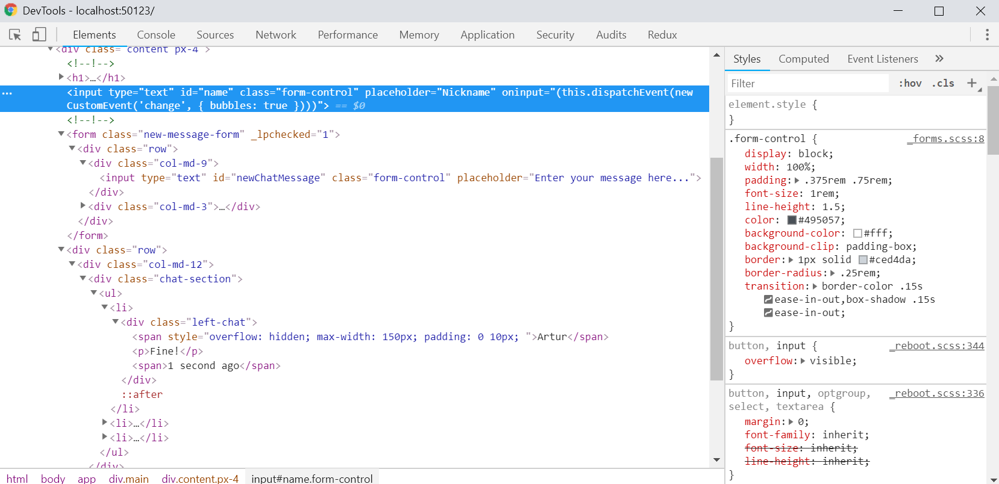 DevTools - localhost:50123/
Elements Console Sources Network Performance Memory Application Security Audits Redux
<div class="content px-4">
<!--!-->
<h1>…</h1>
... <input type="text" id="name" class="form-control" placeholder="Nickname" oninput="(this.dispatchEvent(new
CustomEvent('change', { bubbles: true })))"> == $0
<!--!-->
<form class="new-message-form" _lpchecked="1">
<div class="row">
<div class="col-md-9">
<input type="text" id="newChatMessage" class="form-control" placeholder="Enter your message here...">
</div>
<div class="col-md-3">…</div>
</div>
</form>
<div class="row">
<div class="col-md-12">
<div class="chat-section">
<ul>
<li>
<div class="left-chat">
<span style="overflow: hidden; max-width: 150px; padding: 0 10px; ">Artur</span>
<p>Fine!</p>
<span>1 second ago</span>
</div>
::after
</li>
<li>…</li>
<li>…</li>
</ul>
</div>
html body app div.main div.content.px-4 input#name.form-control
Styles Computed Event Listeners »
Filter :hov .cls +
element.style {
}
.form-control { _forms.scss:8
display: block;
width: 100%;
padding: .375rem .75rem;
font-size: 1rem;
line-height: 1.5;
color: #495057;
background-color: #fff;
background-clip: padding-box;
border: 1px solid #ced4da;
border-radius: .25rem;
transition: border-color .15s
ease-in-out,box-shadow .15s
ease-in-out;
}
button, input { _reboot.scss:344
overflow: visible;
}
button, input, optgroup, _reboot.scss:336
select, textarea {
margin: 0;
font-family: inherit;
font-size: inherit;
line-height: inherit;
}